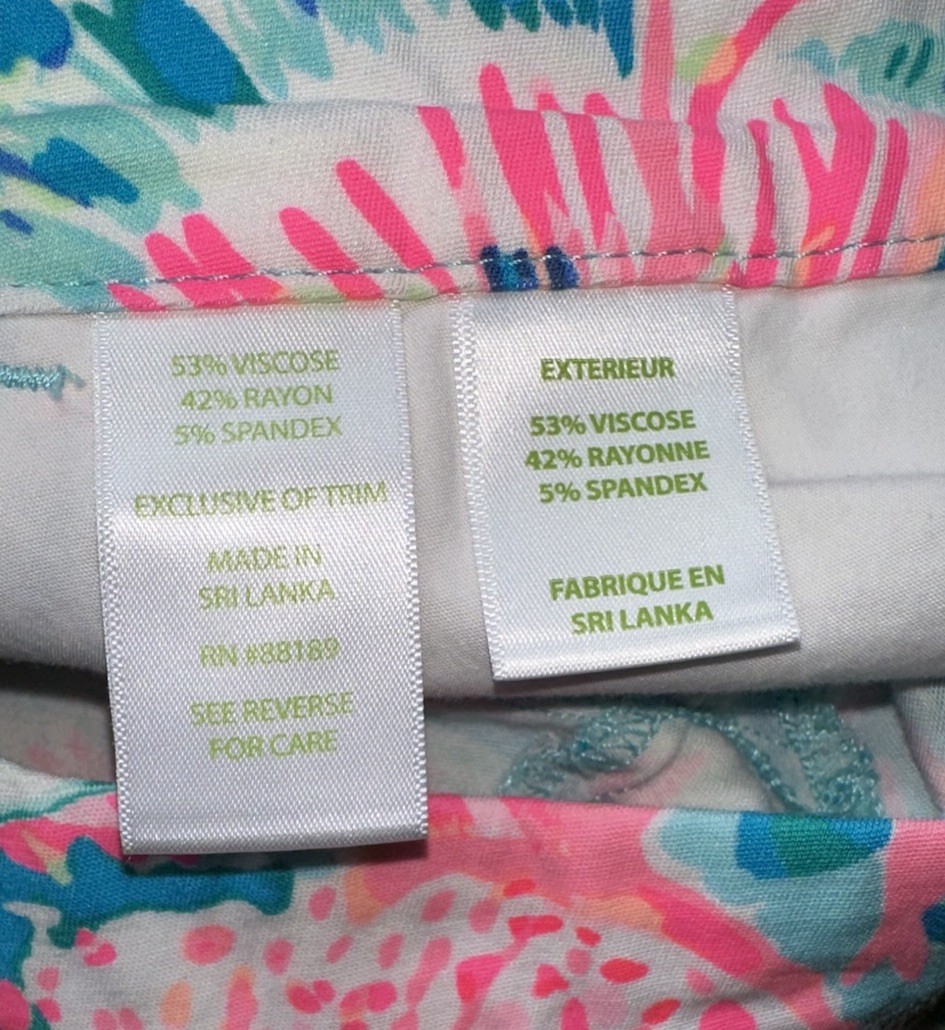 53% VISCOSE
42% RAYON
5% SPANDEX
EXCLUSIVE OF TRIM
MADE IN
SRI LANKA
RN #88189
SEE REVERSE
FOR CARE
EXTERIEUR
53% VISCOSE
42% RAYONNE
5% SPANDEX
FABRIQUE EN
SRI LANKA